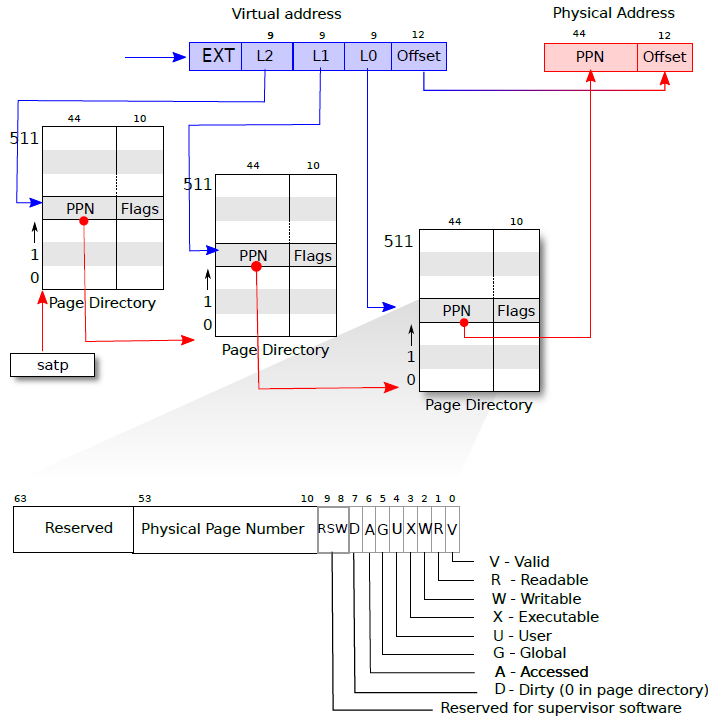 Virtual address
Physical Address
9 9 9 12
EXT L2 L1 L0 Offset
44 12
PPN Offset
44 10
511
PPN Flags
1
0
Page Directory
satp
44 10
511
PPN Flags
1
0
Page Directory
44 10
511
PPN Flags
1
0
Page Directory
63 53 10 9 8 7 6 5 4 3 2 1 0
Reserved Physical Page Number RSW D A G U X W R V
V - Valid
R - Readable
W - Writable
X - Executable
U - User
G - Global
A - Accessed
D - Dirty (0 in page directory)
Reserved for supervisor software